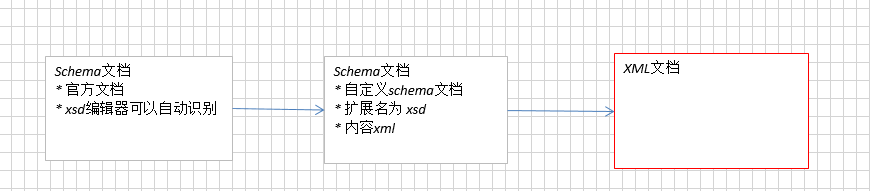 Schema文档
* 官方文档
* xsd编辑器可以自动识别
Schema文档
* 自定义schema文档
* 扩展名为 xsd
* 内容xml
XML文档